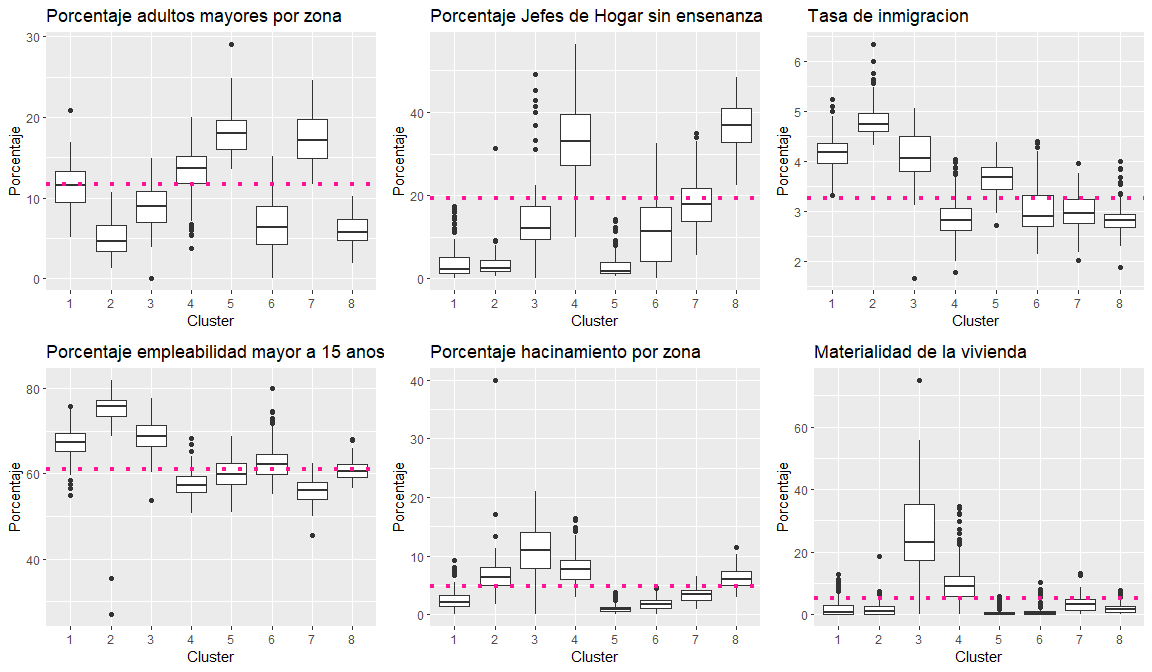 Porcentaje adultos mayores por zona
Porcentaje
30
20
10
0
1 2 3 4 5 6 7 8
Cluster
Porcentaje Jefes de Hogar sin ensenanza
Porcentaje
40
20
0
1 2 3 4 5 6 7 8
Cluster
Tasa de inmigracion
Porcentaje
6
5
4
3
2
1 2 3 4 5 6 7 8
Cluster
Porcentaje empleabilidad mayor a 15 anos
Porcentaje
80
60
40
1 2 3 4 5 6 7 8
Cluster
Porcentaje hacinamiento por zona
Porcentaje
40
30
20
10
0
1 2 3 4 5 6 7 8
Cluster
Materialidad de la vivienda
Porcentaje
60
40
20
0
1 2 3 4 5 6 7 8
Cluster